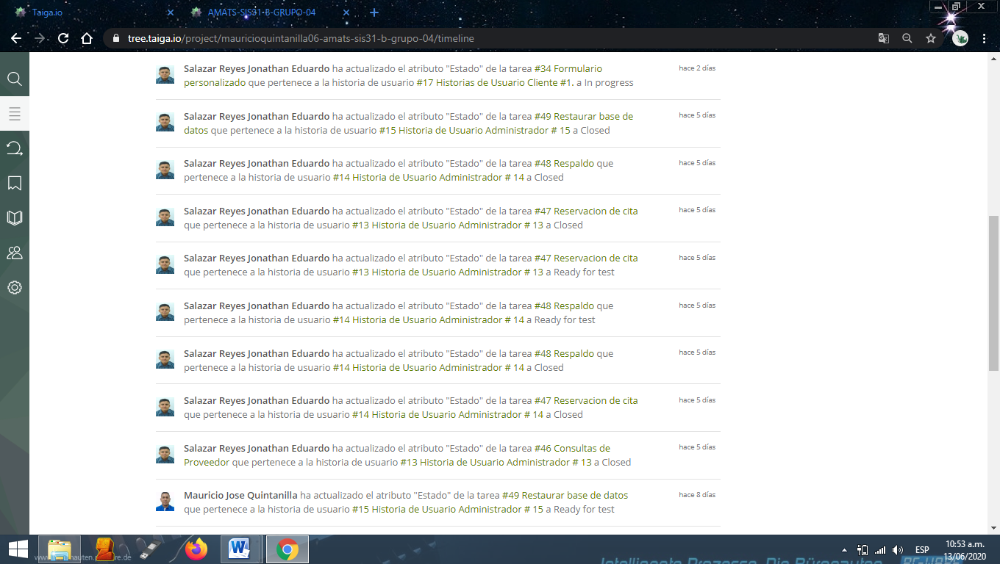 Taiga.io
AMATS-SIS31-B-GRUPO-04
tree.taiga.io/project/mauricioquintanilla06-amats-sis31-b-grupo-04/timeline
Salazar Reyes Jonathan Eduardo ha actualizado el atributo "Estado" de la tarea #34 Formulario
hace 2 días
personalizado que pertenece a la historia de usuario #17 Historias de Usuario Cliente #1. a In progress
Salazar Reyes Jonathan Eduardo ha actualizado el atributo "Estado" de la tarea #49 Restaurar base de
hace 5 días
datos que pertenece a la historia de usuario #15 Historia de Usuario Administrador # 15 a Closed
Salazar Reyes Jonathan Eduardo ha actualizado el atributo "Estado" de la tarea #48 Respaldo que
hace 5 días
pertenece a la historia de usuario #14 Historia de Usuario Administrador # 14 a Closed
Salazar Reyes Jonathan Eduardo ha actualizado el atributo "Estado" de la tarea #47 Reservacion de cita
hace 5 días
que pertenece a la historia de usuario #13 Historia de Usuario Administrador # 13 a Closed
Salazar Reyes Jonathan Eduardo ha actualizado el atributo "Estado" de la tarea #47 Reservacion de cita
hace 5 días
que pertenece a la historia de usuario #13 Historia de Usuario Administrador # 13 a Ready for test
Salazar Reyes Jonathan Eduardo ha actualizado el atributo "Estado" de la tarea #48 Respaldo que
hace 5 días
pertenece a la historia de usuario #14 Historia de Usuario Administrador # 14 a Ready for test
Salazar Reyes Jonathan Eduardo ha actualizado el atributo "Estado" de la tarea #48 Respaldo que
hace 5 días
pertenece a la historia de usuario #14 Historia de Usuario Administrador # 14 a Closed
Salazar Reyes Jonathan Eduardo ha actualizado el atributo "Estado" de la tarea #47 Reservacion de cita
hace 5 días
que pertenece a la historia de usuario #14 Historia de Usuario Administrador # 14 a Closed
Salazar Reyes Jonathan Eduardo ha actualizado el atributo "Estado" de la tarea #46 Consultas de
hace 5 días
Proveedor que pertenece a la historia de usuario #13 Historia de Usuario Administrador # 13 a Closed
Mauricio Jose Quintanilla ha actualizado el atributo "Estado" de la tarea #49 Restaurar base de datos
hace 8 días
que pertenece a la historia de usuario #15 Historia de Usuario Administrador # 15 a Ready for test
ESP
10:53 a.m.
13/06/2020